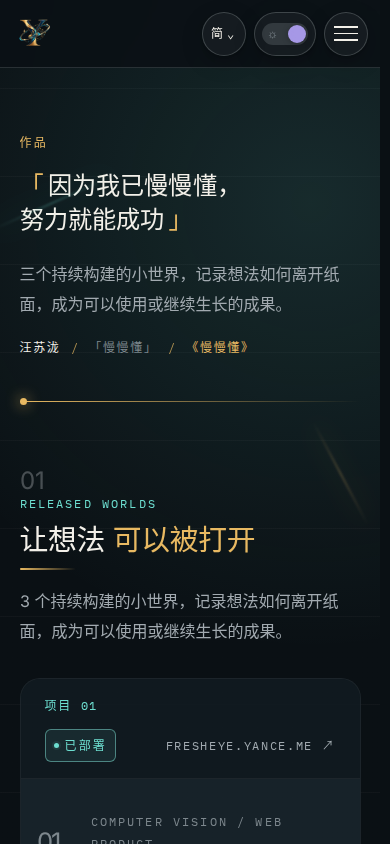 简
作品
「因为我已慢慢懂，
努力就能成功」
三个持续构建的小世界，记录想法如何离开纸
面，成为可以使用或继续生长的成果。
汪苏泷 / 「慢慢懂」 / 《慢慢懂》
01
RELEASED WORLDS
让想法 可以被打开
3 个持续构建的小世界，记录想法如何离开纸
面，成为可以使用或继续生长的成果。
项目 01
已部署 FRESHEYE.YANCE.ME ↗
COMPUTER VISION / WEB
01 PRODUCT